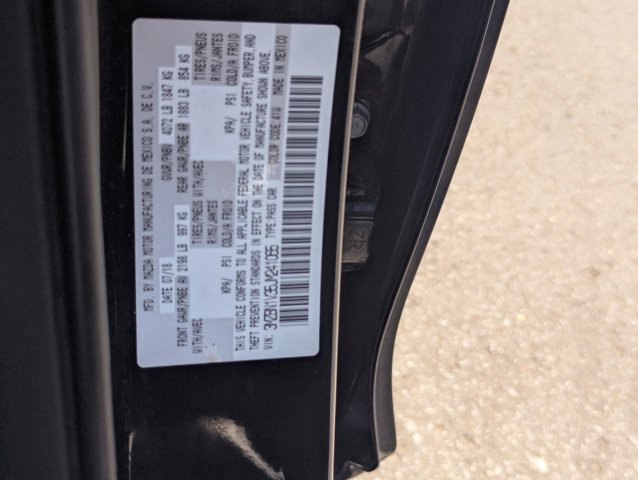 MFD. BY MAZDA MOTOR MANUFACTURING DE MEXICO S.A. DE C.V.
DATE 07/18 GVWR/PNBV 4072 LB 1847 KG
FRONT GAWR/PNBE AV 2198 LB 997 KG REAR GAWR/PNBE AR 1883 LB 854 KG
WITH/AVEC TIRES/PNEUS WITH/AVEC TIRES/PNEUS
RIMS/JANTES RIMS/JANTES
KPA/ PSI COLD/A FROID KPA/ PSI COLD/A FROID
THIS VEHICLE CONFORMS TO ALL APPLICABLE FEDERAL MOTOR VEHICLE SAFETY, BUMPER, AND
THEFT PREVENTION STANDARDS IN EFFECT ON THE DATE OF MANUFACTURE SHOWN ABOVE.
VIN: TYPE: PASS CAR COLOR CODE: 41V MADE IN MEXICO
7R